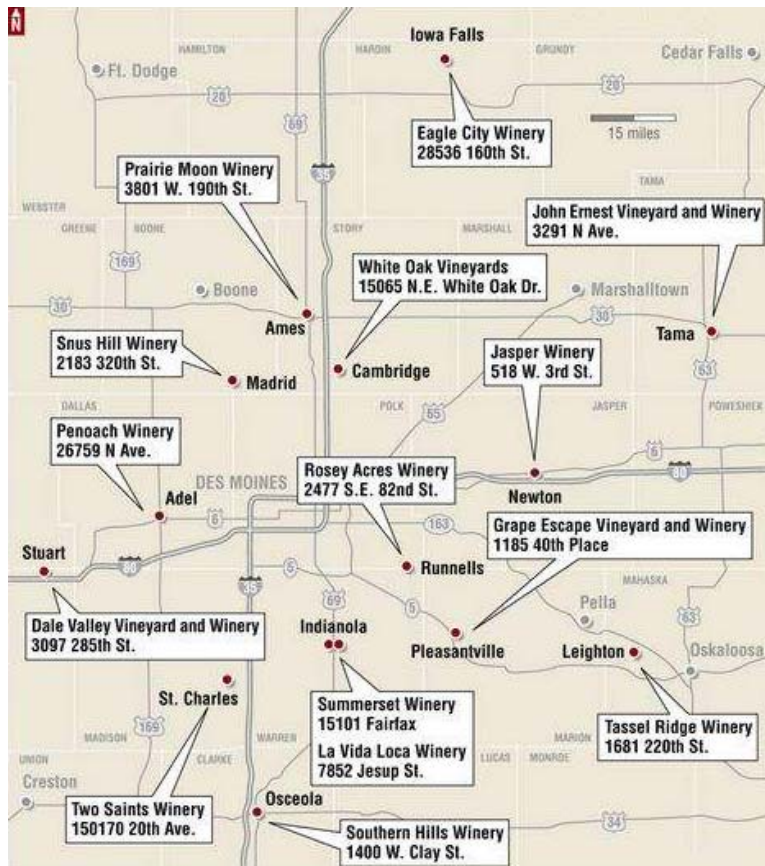 N
HAMILTON
HARDIN
Iowa Falls
GRUNDY
Cedar Falls
Ft. Dodge
20
20
69
Eagle City Winery
28536 160th St.
15 miles
35
Prairie Moon Winery
3801 W. 190th St.
TAMA
WEBSTER
GREENE
BOONE
STORY
MARSHALL
John Ernest Vineyard and Winery
3291 N Ave.
169
White Oak Vineyards
15065 N.E. White Oak Dr.
Boone
Marshalltown
30
30
Ames
Tama
Snus Hill Winery
2183 320th St.
Jasper Winery
518 W. 3rd St.
Cambridge
Madrid
63
DALLAS
POLK
65
JASPER
POWESHIEK
Penoach Winery
26759 N Ave.
6
Rosey Acres Winery
2477 S.E. 82nd St.
DES MOINES
80
Newton
Adel
6
163
Grape Escape Vineyard and Winery
1185 40th Place
Stuart
80
5
Runnells
35
MAHASKA
Dale Valley Vineyard and Winery
3097 285th St.
69
5
Pella
63
Indianola
Pleasantville
Leighton
Oskaloosa
St. Charles
Summerset Winery
15101 Fairfax
La Vida Loca Winery
7852 Jesup St.
Tassel Ridge Winery
1681 220th St.
169
MADISON
WARREN
MARION
UNION
CLARKE
LUCAS
MONROE
Creston
Two Saints Winery
150170 20th Ave.
Osceola
Southern Hills Winery
1400 W. Clay St.
34